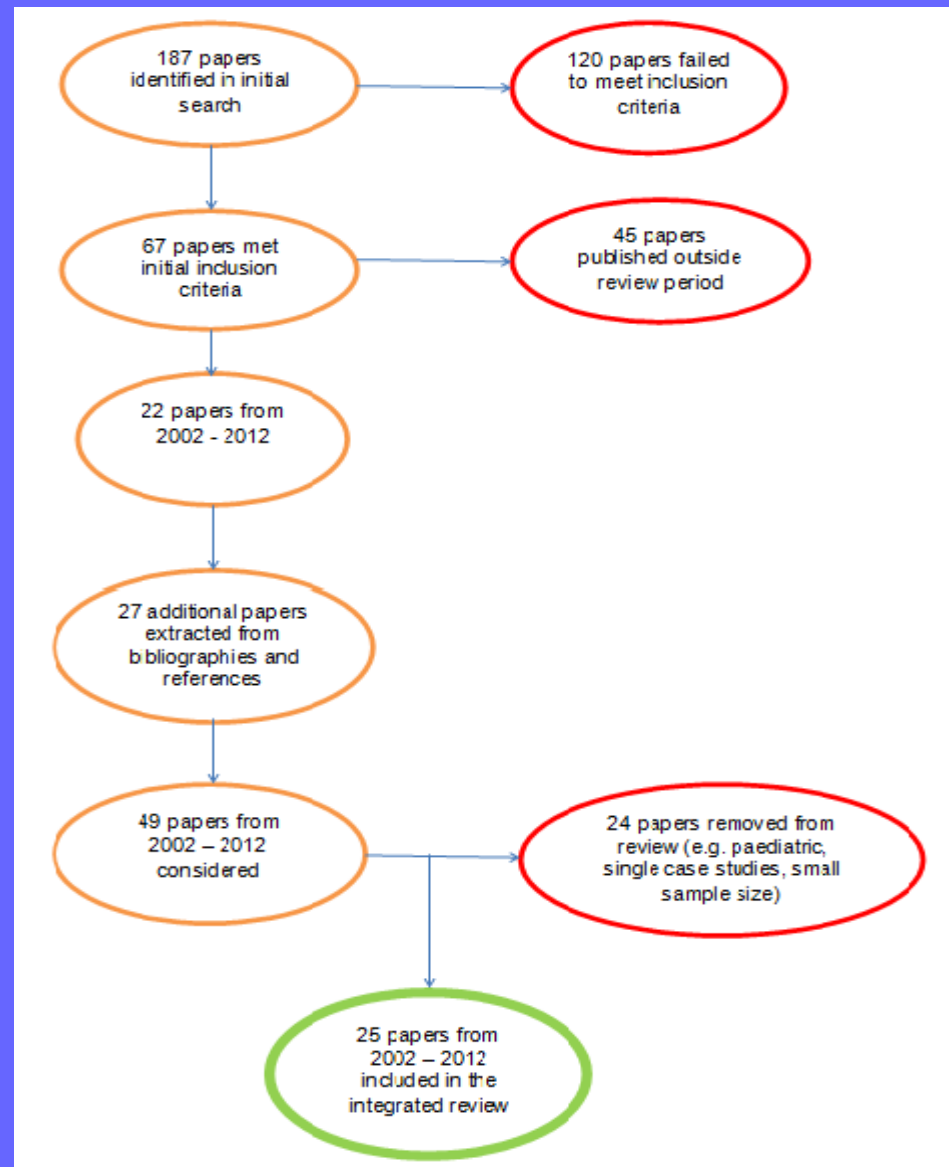 187 papers
identified in initial
search
120 papers failed
to meet inclusion
criteria
67 papers met
initial inclusion
criteria
45 papers
published outside
review period
22 papers from
2002 - 2012
27 additional papers
extracted from
bibliographies and
references
49 papers from
2002 – 2012
considered
24 papers removed from
review (e.g. paediatric,
single case studies, small
sample size)
25 papers from
2002 – 2012
included in the
integrated review